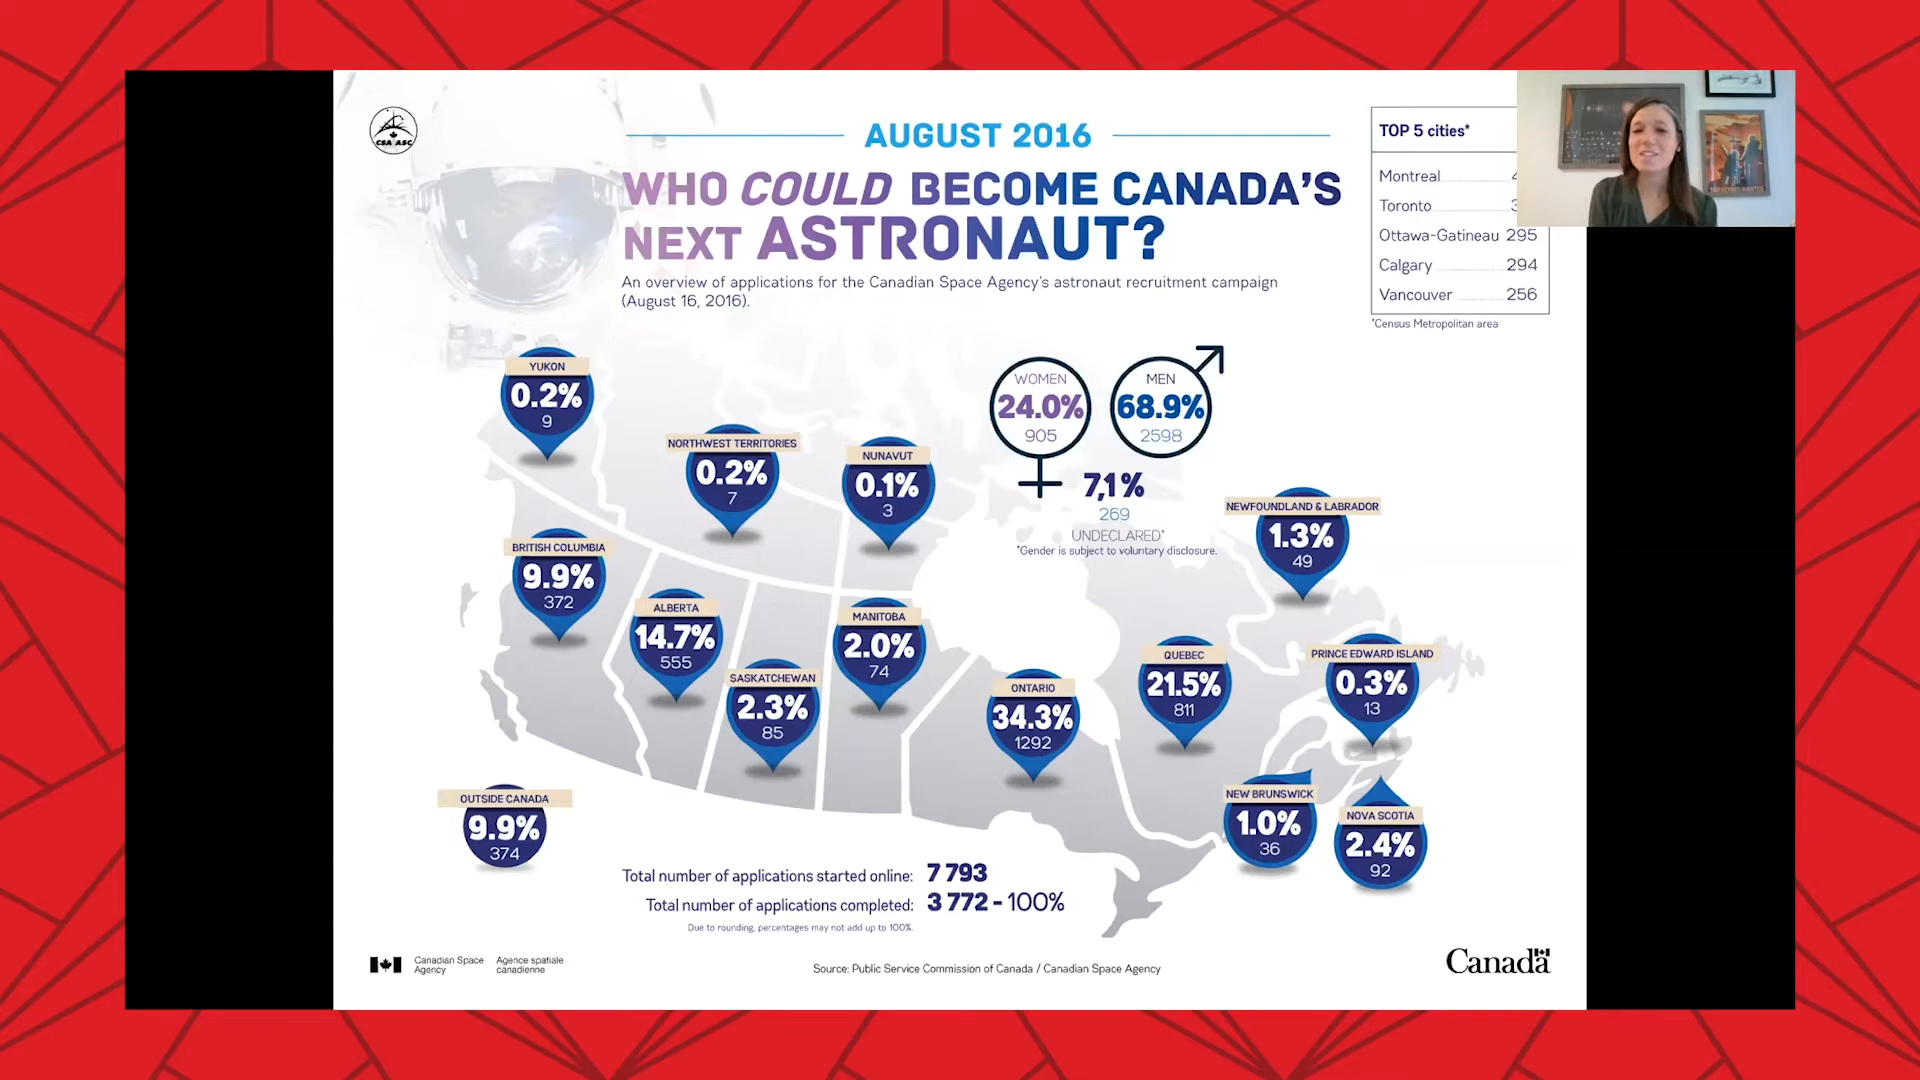 CSA ASC
AUGUST 2016
WHO COULD BECOME CANADA'S
NEXT ASTRONAUT?
An overview of applications for the Canadian Space Agency's astronaut recruitment campaign
(August 16, 2016).
TOP 5 cities*
Montreal
Toronto
Ottawa-Gatineau 295
Calgary 294
Vancouver 256
*Census Metropolitan area
YUKON
0.2%
9
NORTHWEST TERRITORIES
0.2%
7
NUNAVUT
0.1%
3
WOMEN
24.0%
905
MEN
68.9%
2598
7,1%
269
UNDECLARED*
*Gender is subject to voluntary disclosure.
NEWFOUNDLAND & LABRADOR
1.3%
49
BRITISH COLUMBIA
9.9%
372
ALBERTA
14.7%
555
SASKATCHEWAN
2.3%
85
MANITOBA
2.0%
74
ONTARIO
34.3%
1292
QUEBEC
21.5%
811
PRINCE EDWARD ISLAND
0.3%
13
NEW BRUNSWICK
1.0%
36
NOVA SCOTIA
2.4%
92
OUTSIDE CANADA
9.9%
374
Total number of applications started online: 7 793
Total number of applications completed: 3 772 - 100%
Due to rounding, percentages may not add up to 100%.
Canadian Space Agency
Agence spatiale canadienne
Source: Public Service Commission of Canada / Canadian Space Agency
Canada